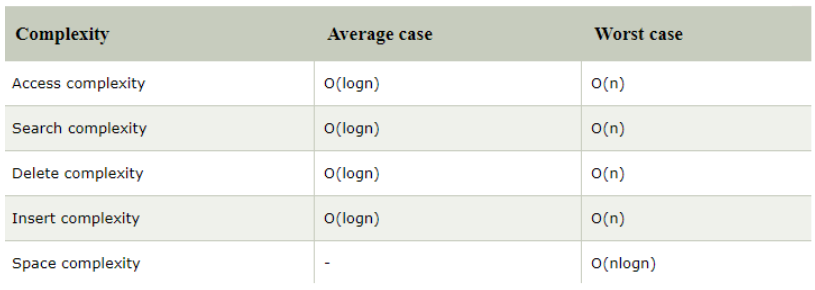 Complexity Average case Worst case
Access complexity O(logn) O(n)
Search complexity O(logn) O(n)
Delete complexity O(logn) O(n)
Insert complexity O(logn) O(n)
Space complexity - O(nlogn)